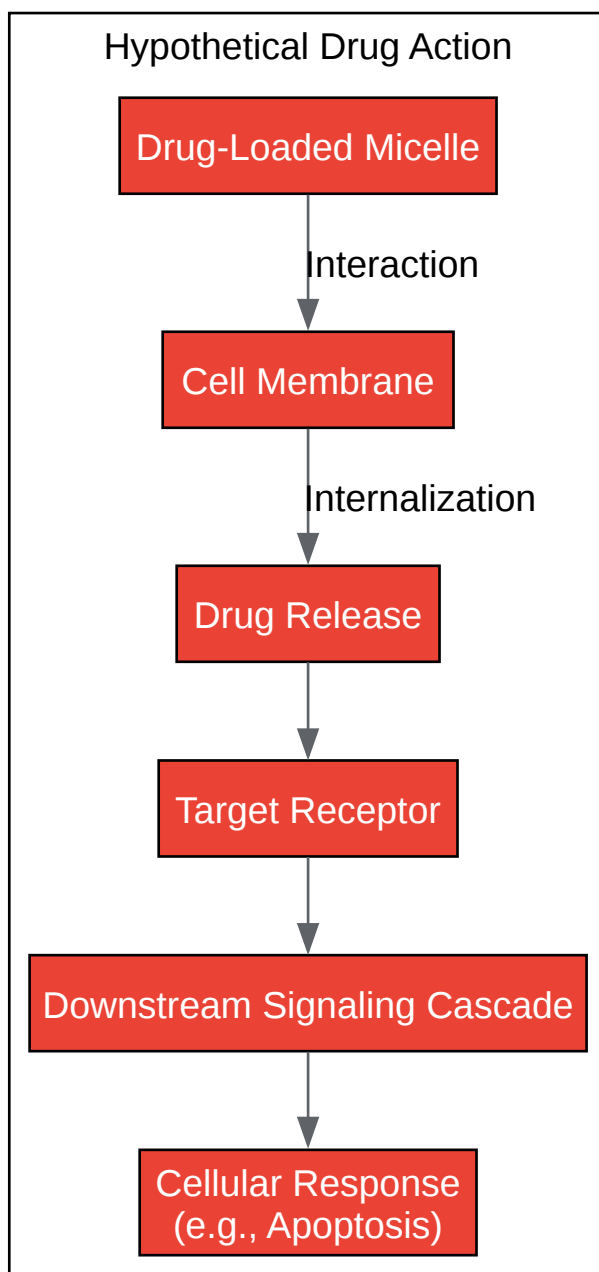 Hypothetical Drug Action
Drug-Loaded Micelle
Interaction
Cell Membrane
Internalization
Drug Release
Target Receptor
Downstream Signaling Cascade
Cellular Response
(e.g., Apoptosis)